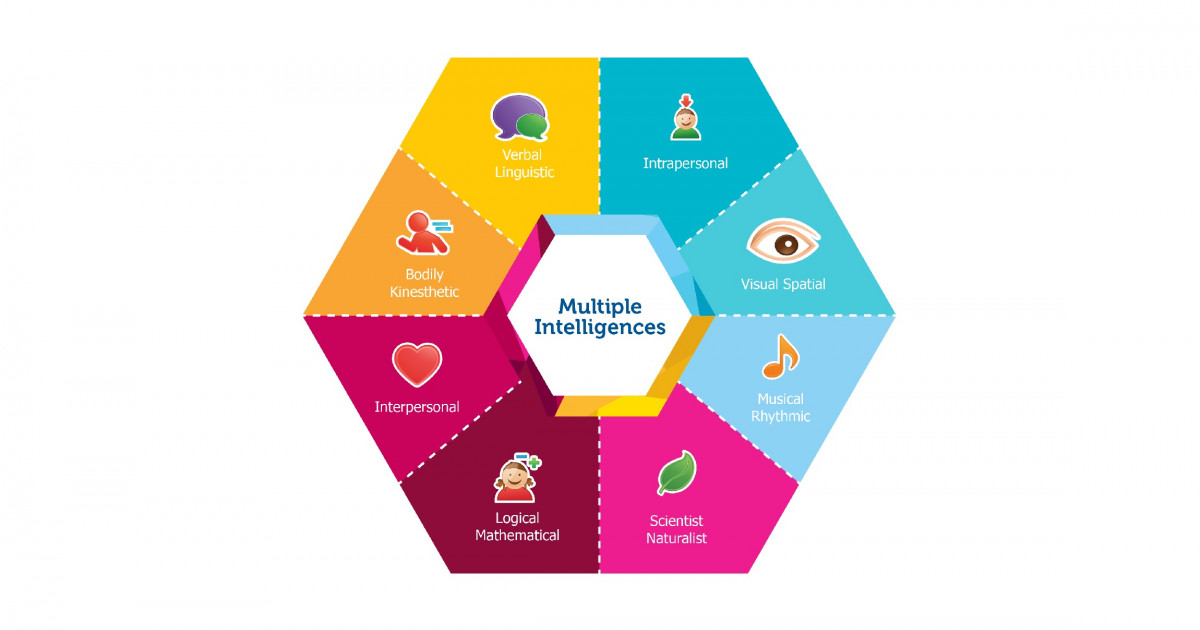 Verbal
Linguistic
Intrapersonal
Bodily
Kinesthetic
Visual Spatial
Multiple
Intelligences
Interpersonal
Musical
Rhythmic
Logical
Mathematical
Scientist
Naturalist